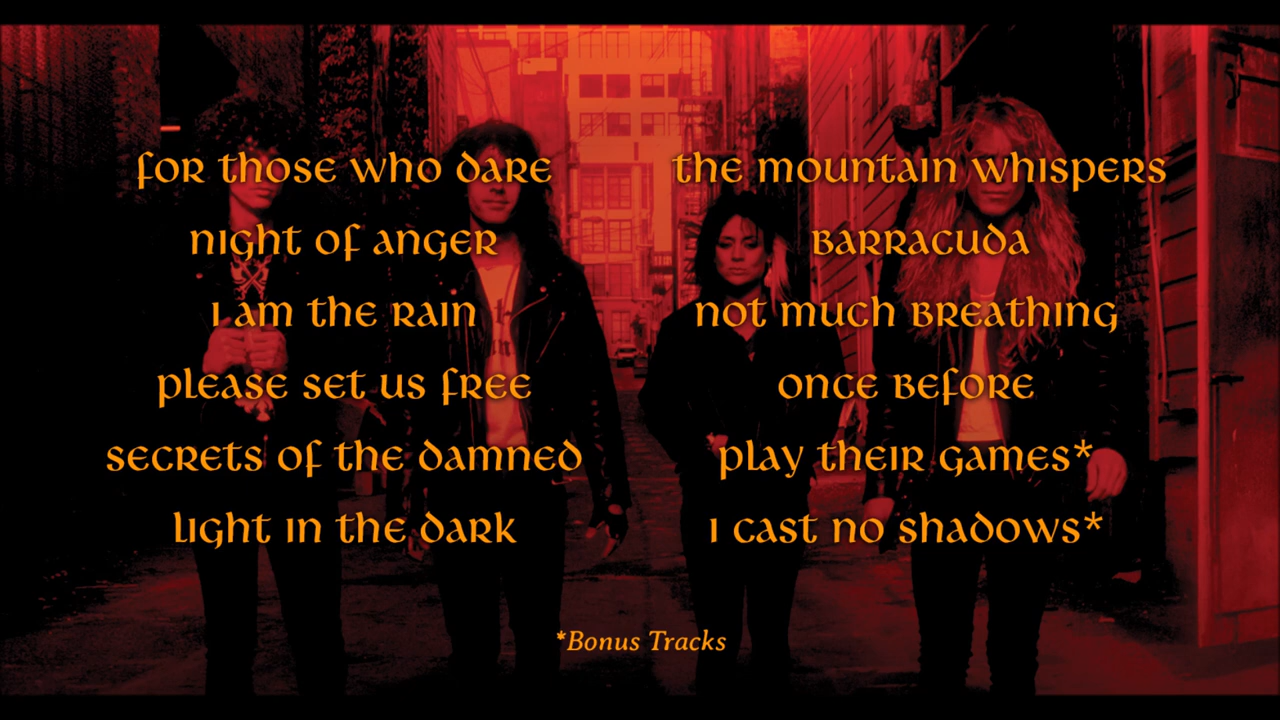 for those who dare
night of anger
I am the rain
please set us free
secrets of the damned
light in the dark
the mountain whispers
Barracuda
not much breathing
once before
play their games*
I cast no shadows*
*Bonus Tracks